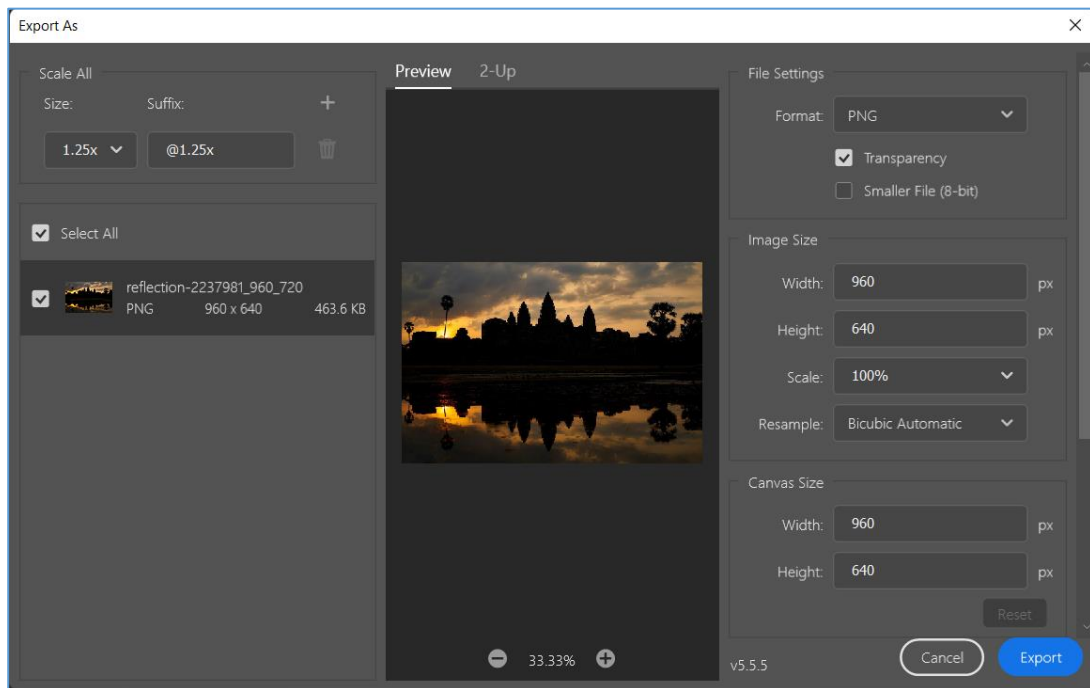 Export As
Scale All
Size: Suffix:
1.25x @1.25x
Select All
reflection-2237981_960_720
PNG 960 x 640 463.6 KB
Preview 2-Up
33.33%
File Settings
Format: PNG
Transparency
Smaller File (8-bit)
Image Size
Width: 960 px
Height: 640 px
Scale: 100%
Resample: Bicubic Automatic
Canvas Size
Width: 960 px
Height: 640 px
Reset
v5.5.5 Cancel Export